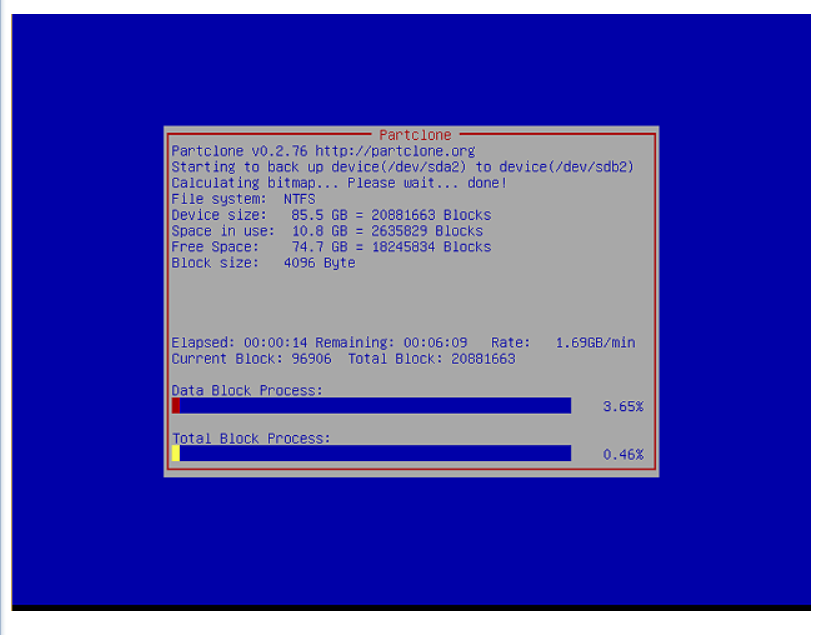 Partclone
Partclone v0.2.76 http://partclone.org
Starting to back up device(/dev/sda2) to device(/dev/sdb2)
Calculating bitmap... Please wait... done!
File system:  NTFS
Device size:   85.5 GB = 20881663 Blocks
Space in use:  10.8 GB = 2635829 Blocks
Free Space:    74.7 GB = 18245834 Blocks
Block size:   4096 Byte
Elapsed: 00:00:14 Remaining: 00:06:09   Rate:   1.69GB/min
Current Block: 96906  Total Block: 20881663
Data Block Process:
3.65%
Total Block Process:
0.46%